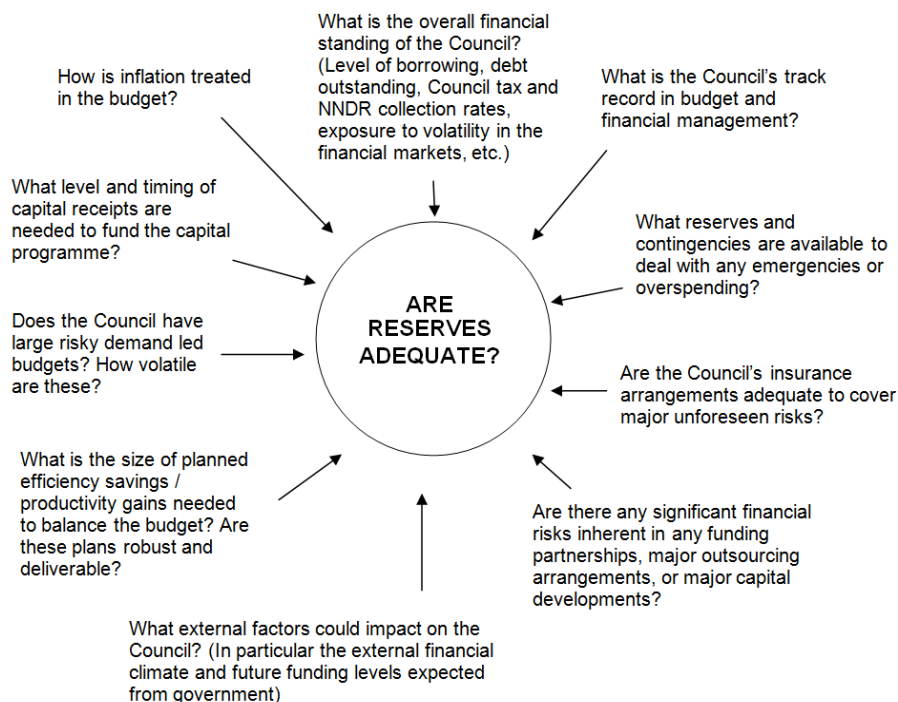 What is the overall financial
standing of the Council?
(Level of borrowing, debt
outstanding, Council tax and
NNDR collection rates,
exposure to volatility in the
financial markets, etc.)
How is inflation treated
in the budget?
What is the Council's track
record in budget and
financial management?
What level and timing of
capital receipts are
needed to fund the capital
programme?
What reserves and
contingencies are available to
deal with any emergencies or
overspending?
ARE
RESERVES
ADEQUATE?
Does the Council have
large risky demand led
budgets? How volatile
are these?
Are the Council's insurance
arrangements adequate to cover
major unforeseen risks?
What is the size of planned
efficiency savings /
productivity gains needed
to balance the budget? Are
these plans robust and
deliverable?
Are there any significant financial
risks inherent in any funding
partnerships, major outsourcing
arrangements, or major capital
developments?
What external factors could impact on the
Council? (In particular the external financial
climate and future funding levels expected
from government)